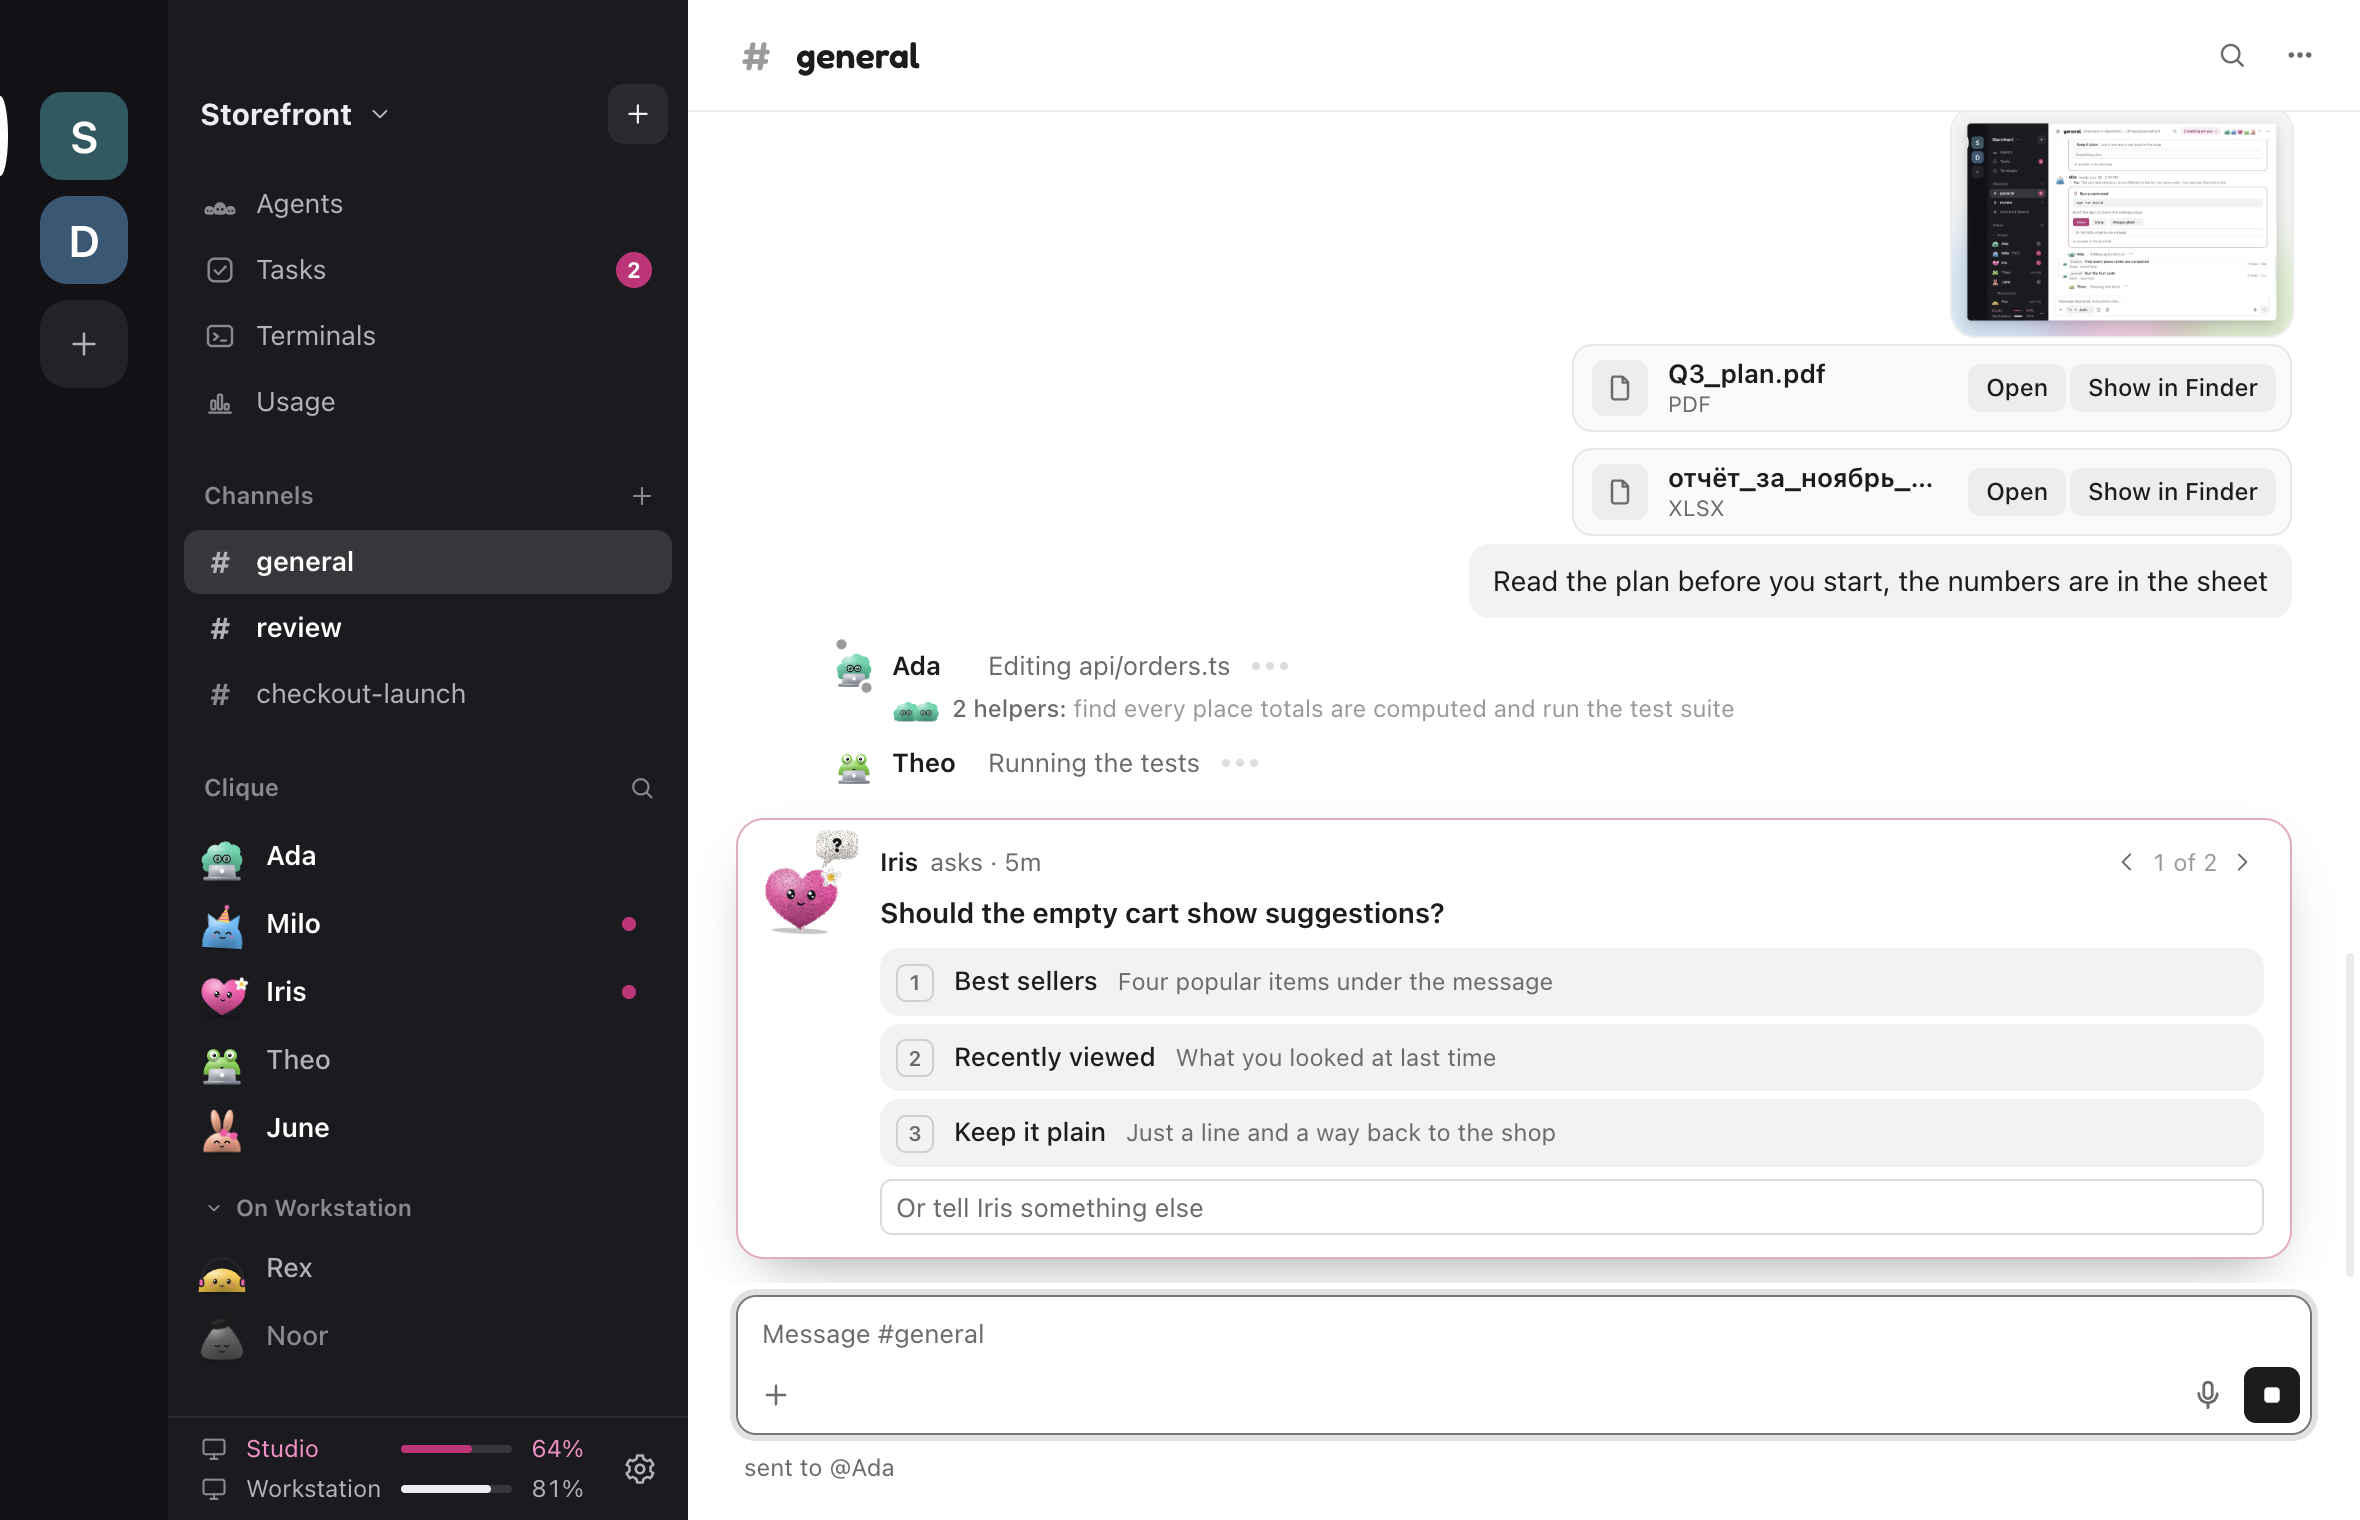 S
D
Storefront
Agents
Tasks 2
Terminals
Usage
Channels
# general
# review
# checkout-launch
Clique
Ada
Milo
Iris
Theo
June
On Workstation
Rex
Noor
Studio 64%
Workstation 81%
# general
Q3_plan.pdf
PDF
Open
Show in Finder
отчёт_за_ноябрь_...
XLSX
Open
Show in Finder
Read the plan before you start, the numbers are in the sheet
Ada Editing api/orders.ts
2 helpers: find every place totals are computed and run the test suite
Theo Running the tests
?
Iris asks · 5m
1 of 2
Should the empty cart show suggestions?
1 Best sellers Four popular items under the message
2 Recently viewed What you looked at last time
3 Keep it plain Just a line and a way back to the shop
Or tell Iris something else
Message #general
sent to @Ada